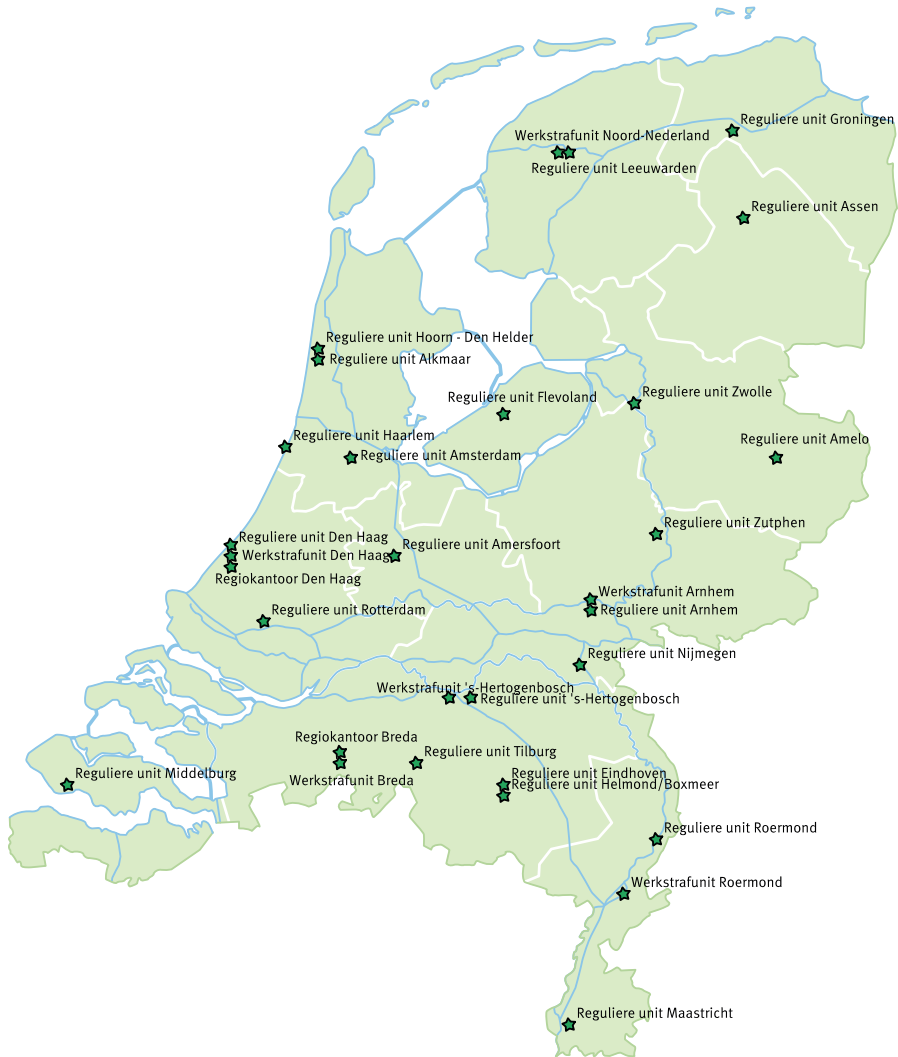 Reguliere unit Groningen
Werkstrafunit Noord-Nederland
Reguliere unit Leeuwarden
Reguliere unit Assen
Reguliere unit Hoorn - Den Helder
Reguliere unit Alkmaar
Reguliere unit Zwolle
Reguliere unit Flevoland
Reguliere unit Haarlem
Reguliere unit Amelo
Reguliere unit Amsterdam
Reguliere unit Zutphen
Reguliere unit Den Haag
Reguliere unit Amersfoort
Werkstrafunit Den Haag
Regiokantoor Den Haag
Werkstrafunit Arnhem
Reguliere unit Rotterdam
Reguliere unit Arnhem
Reguliere unit Nijmegen
Werkstrafunit 's-Hertogenbosch
Reguliere unit 's-Hertogenbosch
Regiokantoor Breda
Reguliere unit Tilburg
Reguliere unit Middelburg
Reguliere unit Eindhoven
Werkstrafunit Breda
Reguliere unit Helmond/Boxmeer
Reguliere unit Roermond
Werkstrafunit Roermond
Reguliere unit Maastricht